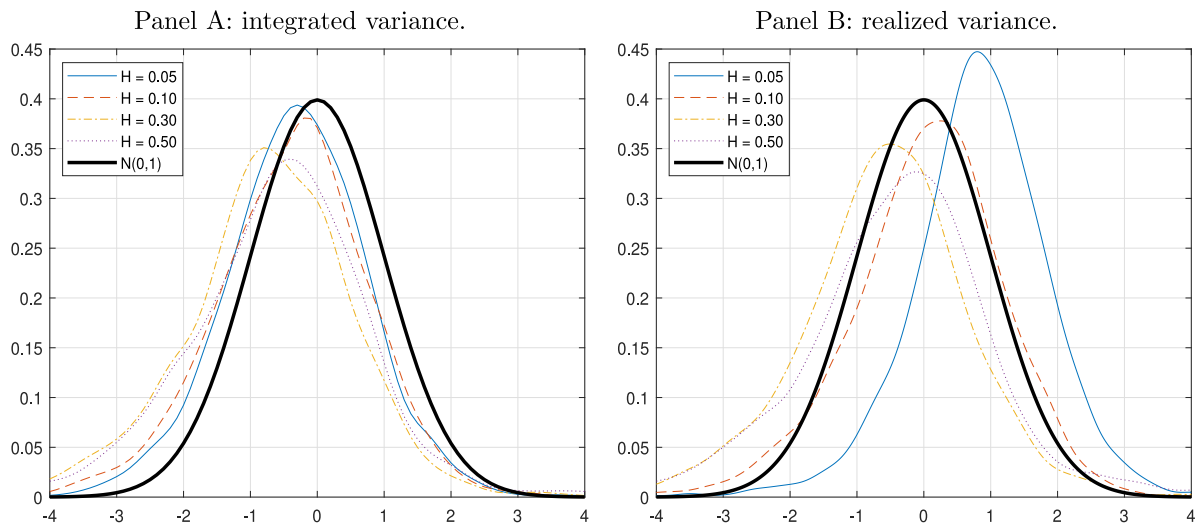 Panel A: integrated variance.
0.45
0.4
0.35
0.3
0.25
0.2
0.15
0.1
0.05
0
H = 0.05
H = 0.10
H = 0.30
H = 0.50
N(0,1)
-4 -3 -2 -1 0 1 2 3 4
Panel B: realized variance.
0.45
0.4
0.35
0.3
0.25
0.2
0.15
0.1
0.05
0
H = 0.05
H = 0.10
H = 0.30
H = 0.50
N(0,1)
-4 -3 -2 -1 0 1 2 3 4